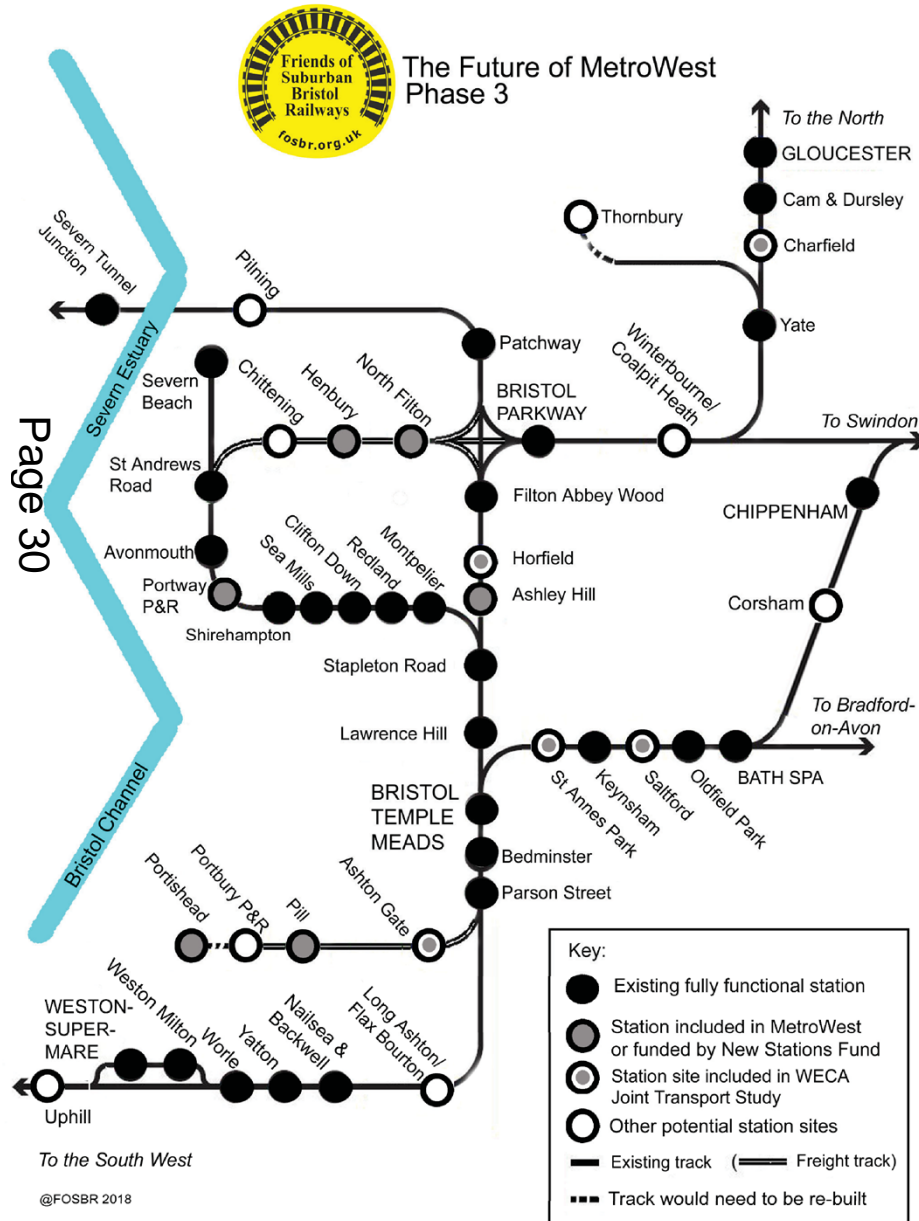 Friends of
Suburban
Bristol
Railways
fosbr.org.uk
The Future of MetroWest
Phase 3
To the North
GLOUCESTER
Cam & Dursley
Charfield
Thornbury
Yate
Severn Tunnel
Junction
Pilning
Patchway
Winterbourne/
Coalpit Heath
Severn Estuary
Severn
Beach
Chittening
Henbury
North Filton
BRISTOL
PARKWAY
To Swindon
Page 30
St Andrews
Road
Filton Abbey Wood
CHIPPENHAM
Avonmouth
Portway
P&R
Shirehampton
Sea Mills
Clifton Down
Redland
Montpelier
Horfield
Ashley Hill
Corsham
Stapleton Road
Lawrence Hill
To Bradford-
on-Avon
St Annes Park
Keynsham
Saltford
Oldfield Park
BATH SPA
BRISTOL
TEMPLE
MEADS
Bedminster
Parson Street
Bristol Channel
Portishead
Portbury P&R
Pill
Ashton Gate
WESTON-
SUPER-
MARE
Weston Milton
Worle
Yatton
Nailsea &
Backwell
Long Ashton/
Flax Bourton
Uphill
To the South West
@FOSBR 2018
Key:
Existing fully functional station
Station included in MetroWest
or funded by New Stations Fund
Station site included in WECA
Joint Transport Study
Other potential station sites
Existing track ( Freight track)
Track would need to be re-built